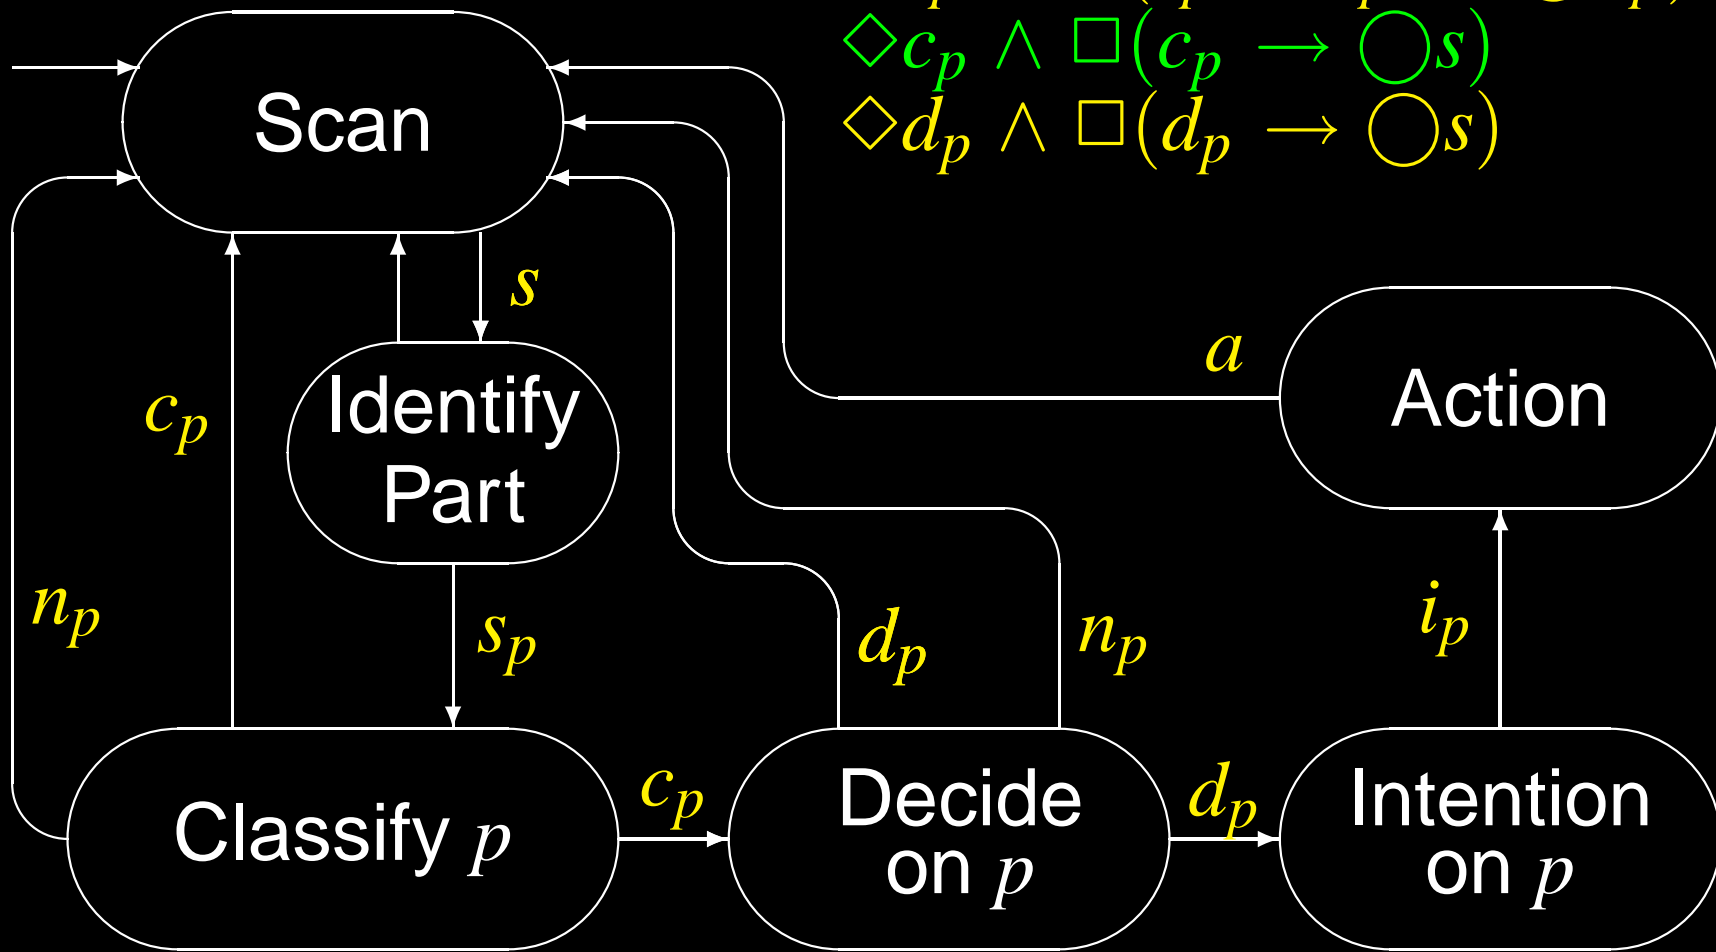 ◇c_p ∧ □(c_p → ○s)
◇d_p ∧ □(d_p → ○s)
Scan
s
a
Action
c_p
Identify
Part
n_p
s_p
d_p
n_p
i_p
Classify p
c_p
Decide
on p
d_p
Intention
on p